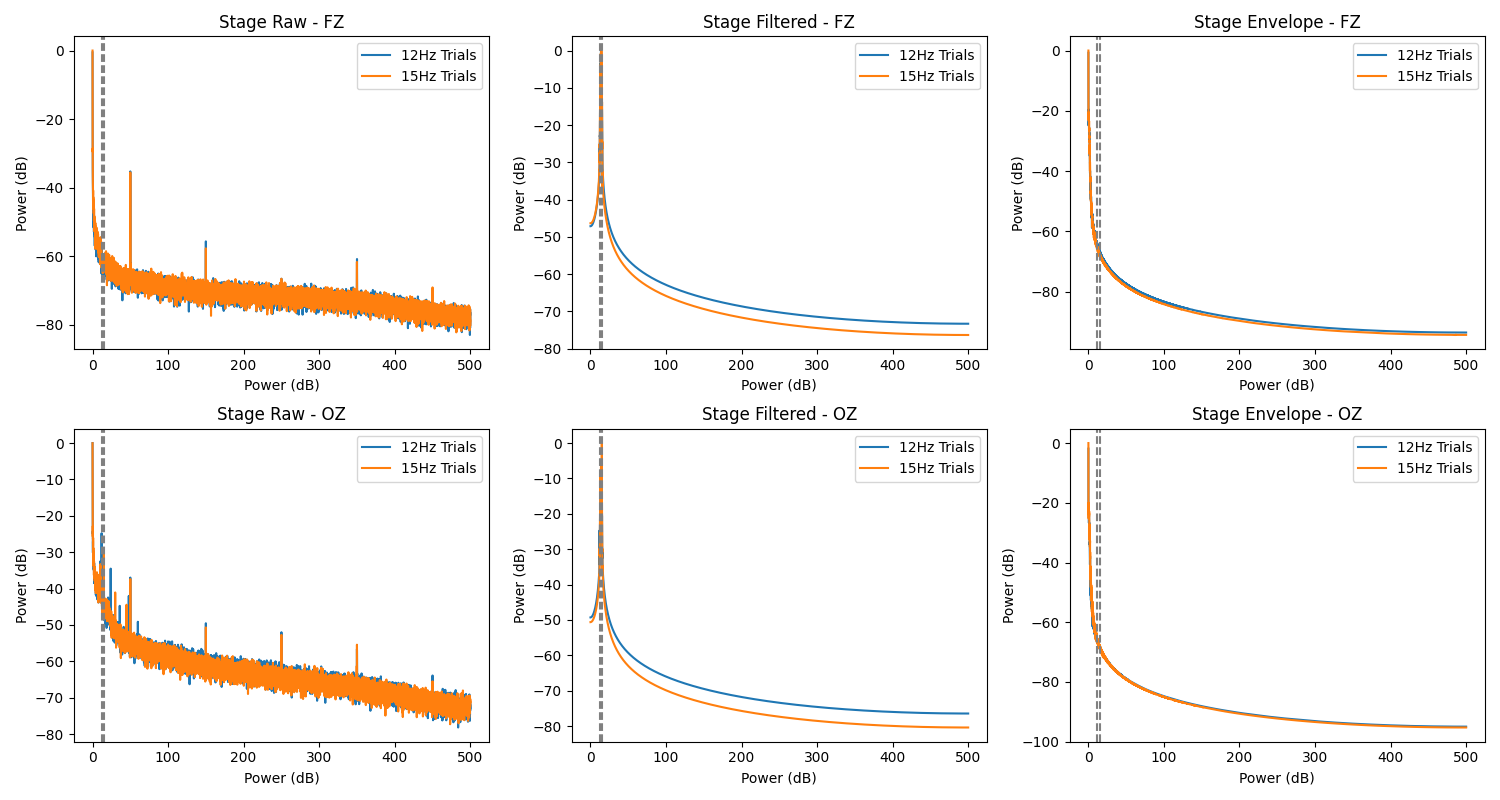 Stage Raw - FZ
Power (dB)
0
−20
−40
−60
−80
12Hz Trials
15Hz Trials
0 100 200 300 400 500
Power (dB)
Stage Filtered - FZ
Power (dB)
0
−10
−20
−30
−40
−50
−60
−70
−80
12Hz Trials
15Hz Trials
0 100 200 300 400 500
Power (dB)
Stage Envelope - FZ
Power (dB)
0
−20
−40
−60
−80
12Hz Trials
15Hz Trials
0 100 200 300 400 500
Power (dB)
Stage Raw - OZ
Power (dB)
0
−10
−20
−30
−40
−50
−60
−70
−80
12Hz Trials
15Hz Trials
0 100 200 300 400 500
Power (dB)
Stage Filtered - OZ
Power (dB)
0
−10
−20
−30
−40
−50
−60
−70
−80
12Hz Trials
15Hz Trials
0 100 200 300 400 500
Power (dB)
Stage Envelope - OZ
Power (dB)
0
−20
−40
−60
−80
−100
12Hz Trials
15Hz Trials
0 100 200 300 400 500
Power (dB)